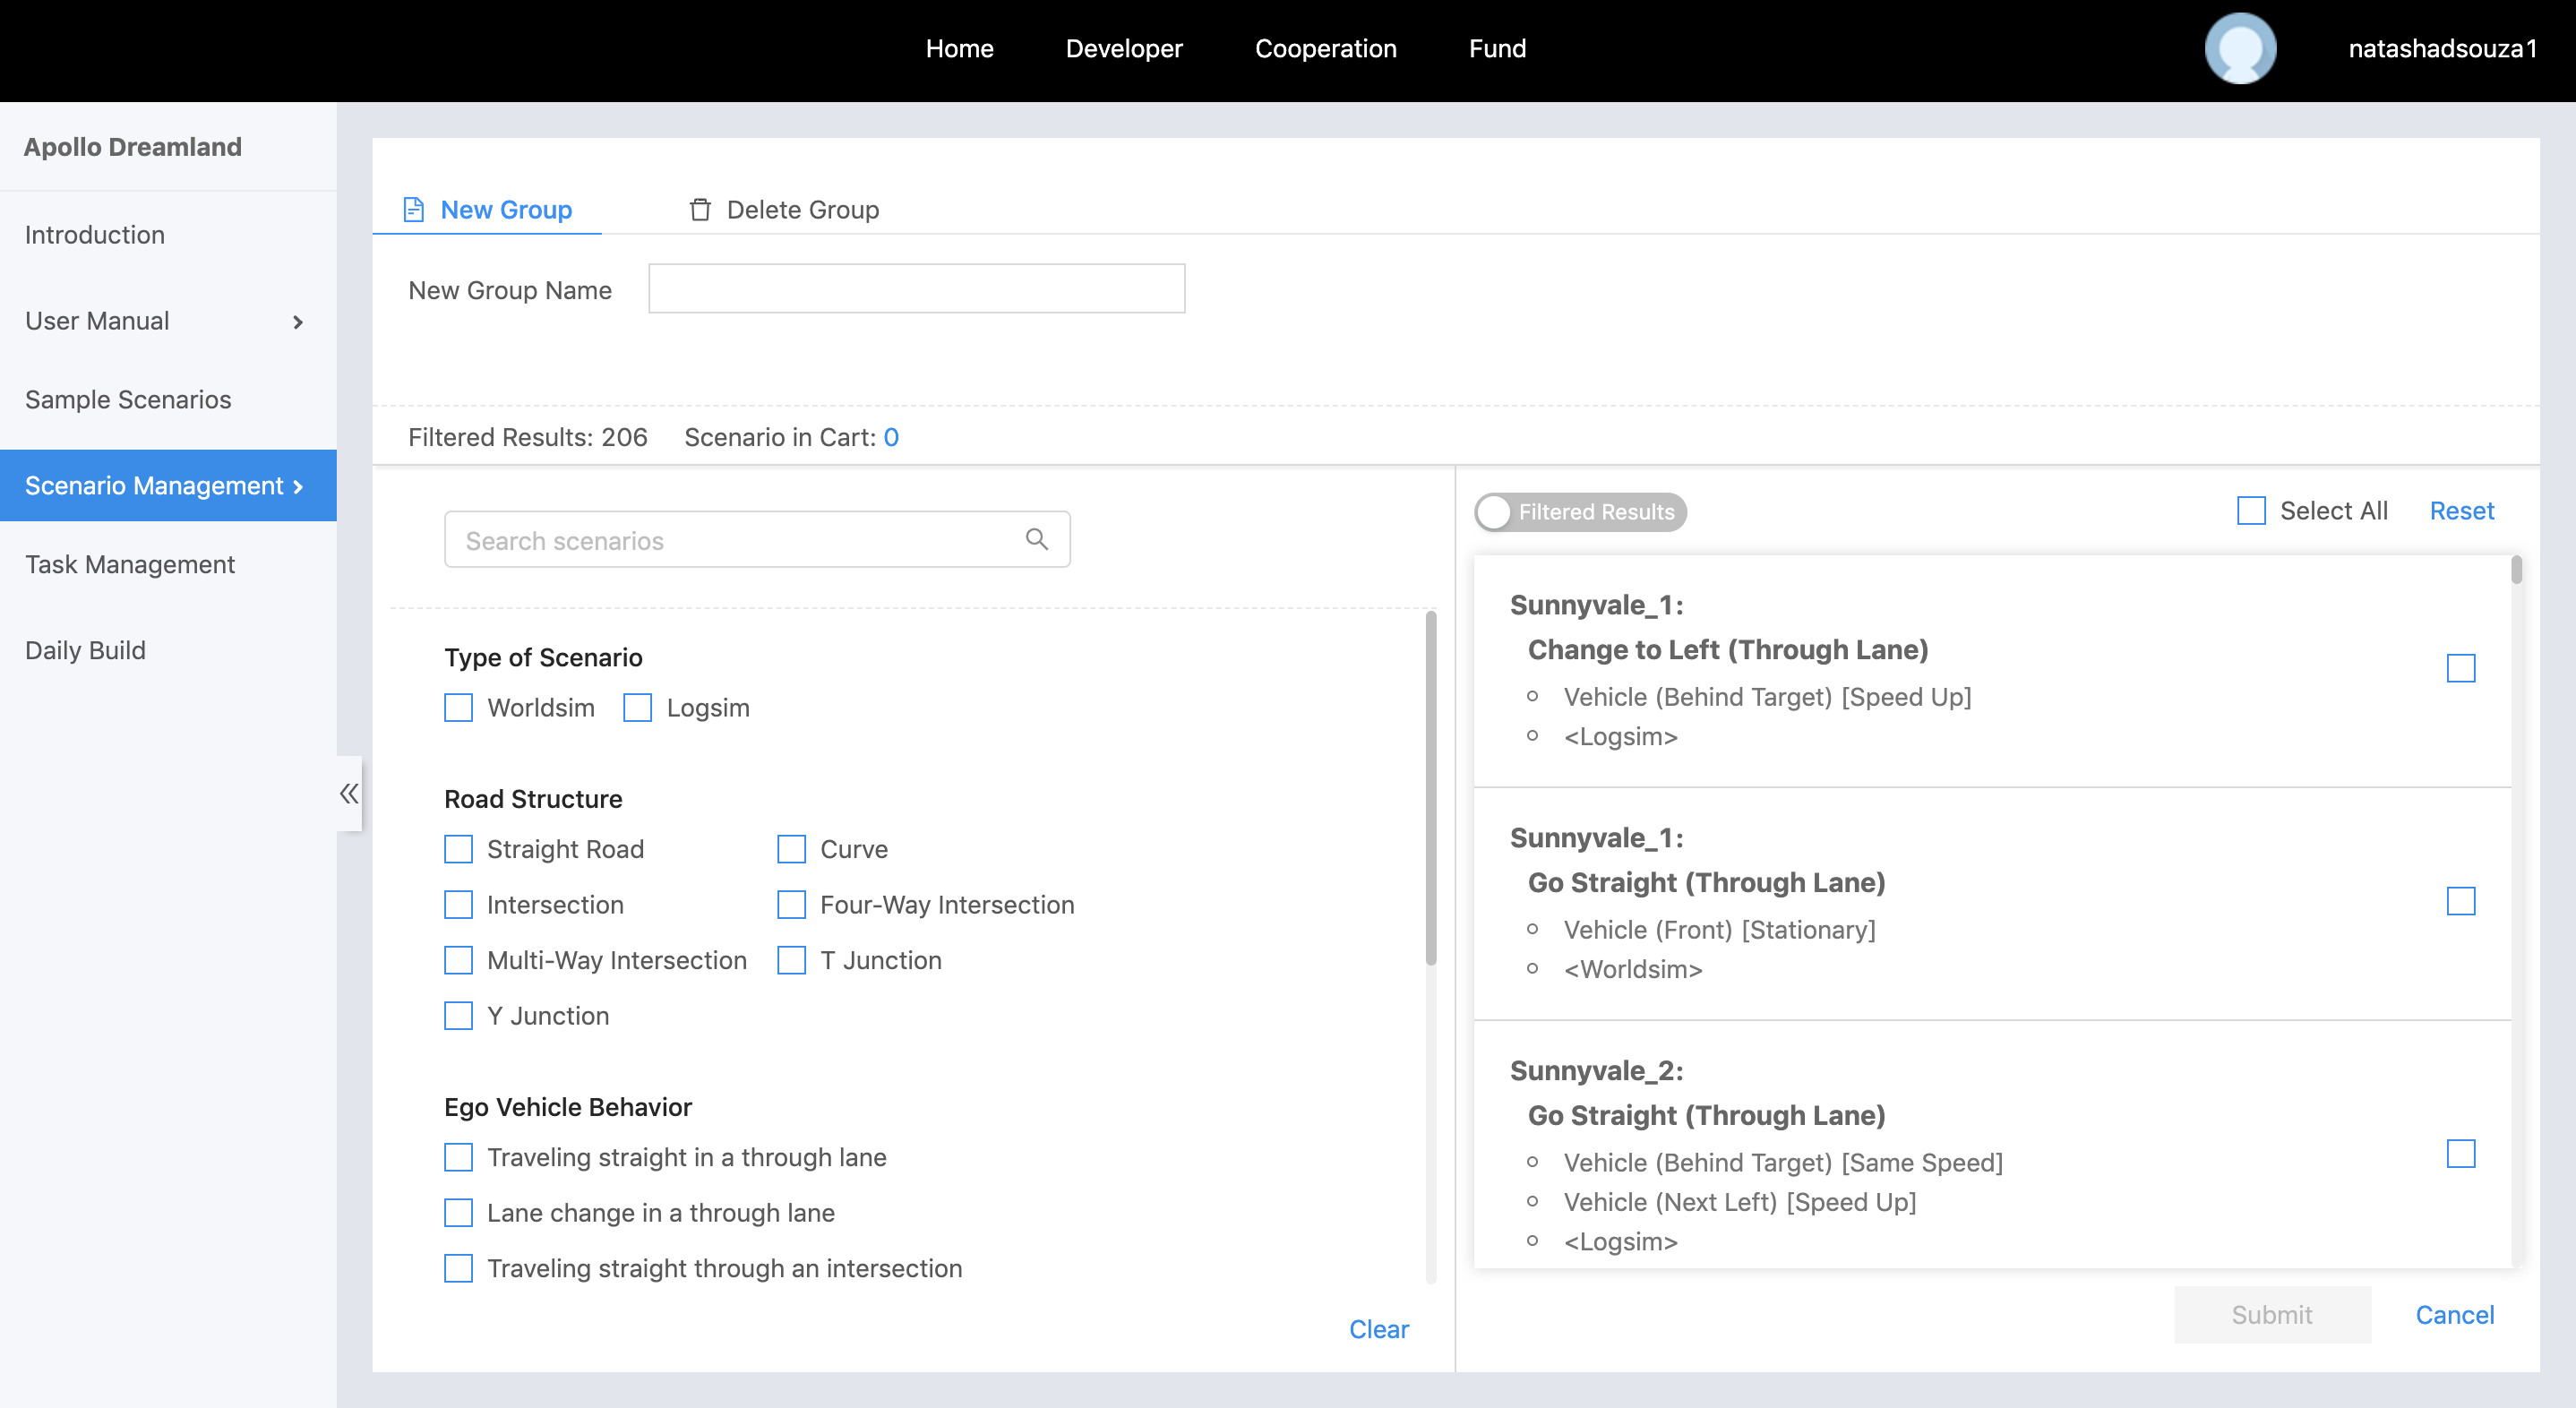 Home Developer Cooperation Fund natashadsouza1
Apollo Dreamland
Introduction
User Manual
Sample Scenarios
Scenario Management
Task Management
Daily Build
New Group Delete Group
New Group Name
Filtered Results: 206 Scenario in Cart: 0
Search scenarios
Type of Scenario
Worldsim Logsim
Road Structure
Straight Road Curve
Intersection Four-Way Intersection
Multi-Way Intersection T Junction
Y Junction
Ego Vehicle Behavior
Traveling straight in a through lane
Lane change in a through lane
Traveling straight through an intersection
Clear
Filtered Results Select All Reset
Sunnyvale_1:
Change to Left (Through Lane)
Vehicle (Behind Target) [Speed Up]
<Logsim>
Sunnyvale_1:
Go Straight (Through Lane)
Vehicle (Front) [Stationary]
<Worldsim>
Sunnyvale_2:
Go Straight (Through Lane)
Vehicle (Behind Target) [Same Speed]
Vehicle (Next Left) [Speed Up]
<Logsim>
Submit Cancel